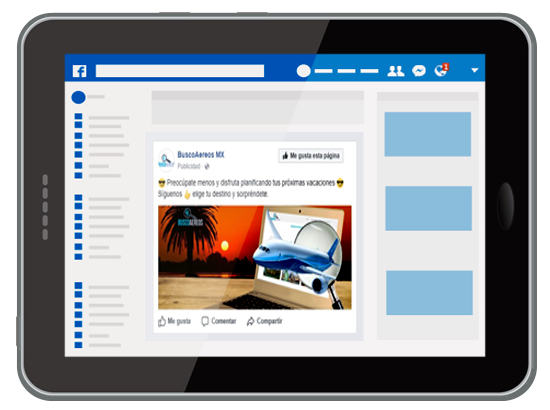 f
1
BuscoAereos MX
Me gusta esta página
Publicidad
Preocúpate menos y disfruta planificando tus próximas vacaciones
Síguenos elige tu destino y sorpréndete.
BUSCOAEREOS
Me gusta Comentar Compartir